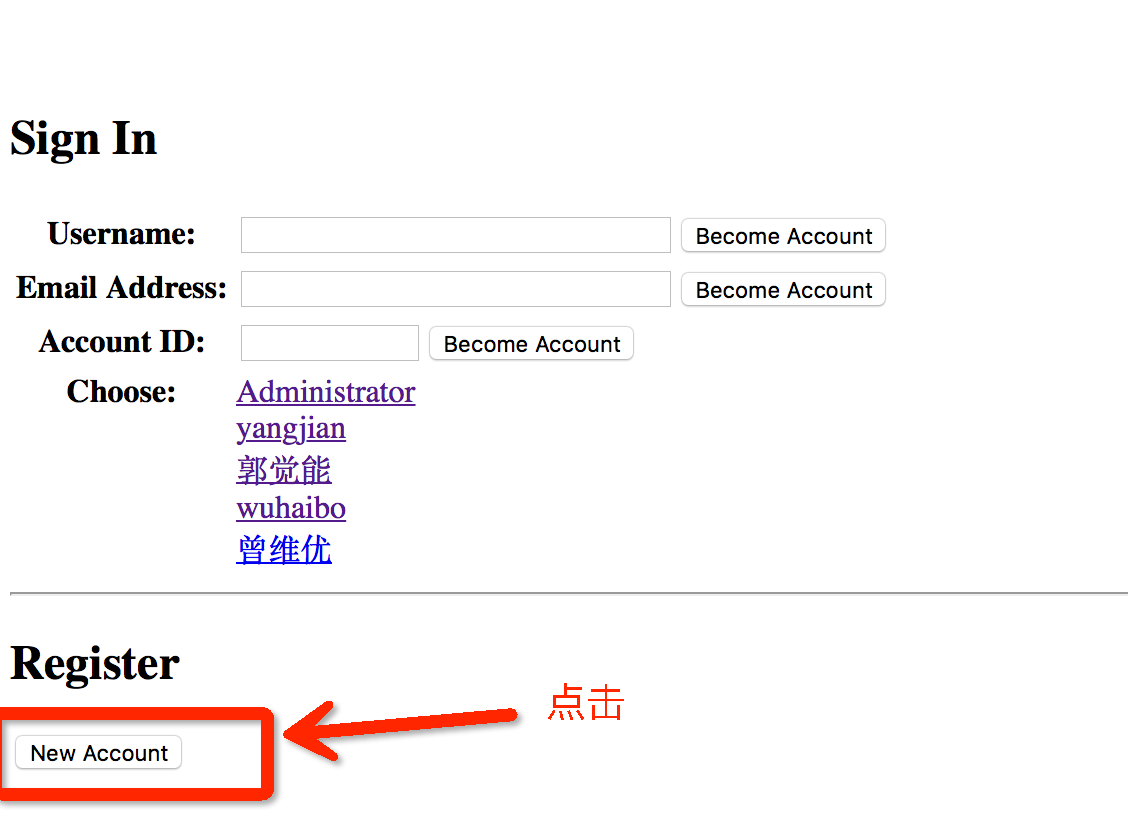 Sign In
Username: Become Account
Email Address: Become Account
Account ID: Become Account
Choose: Administrator
yangjian
郭觉能
wuhaibo
曾维优
Register
点击
New Account